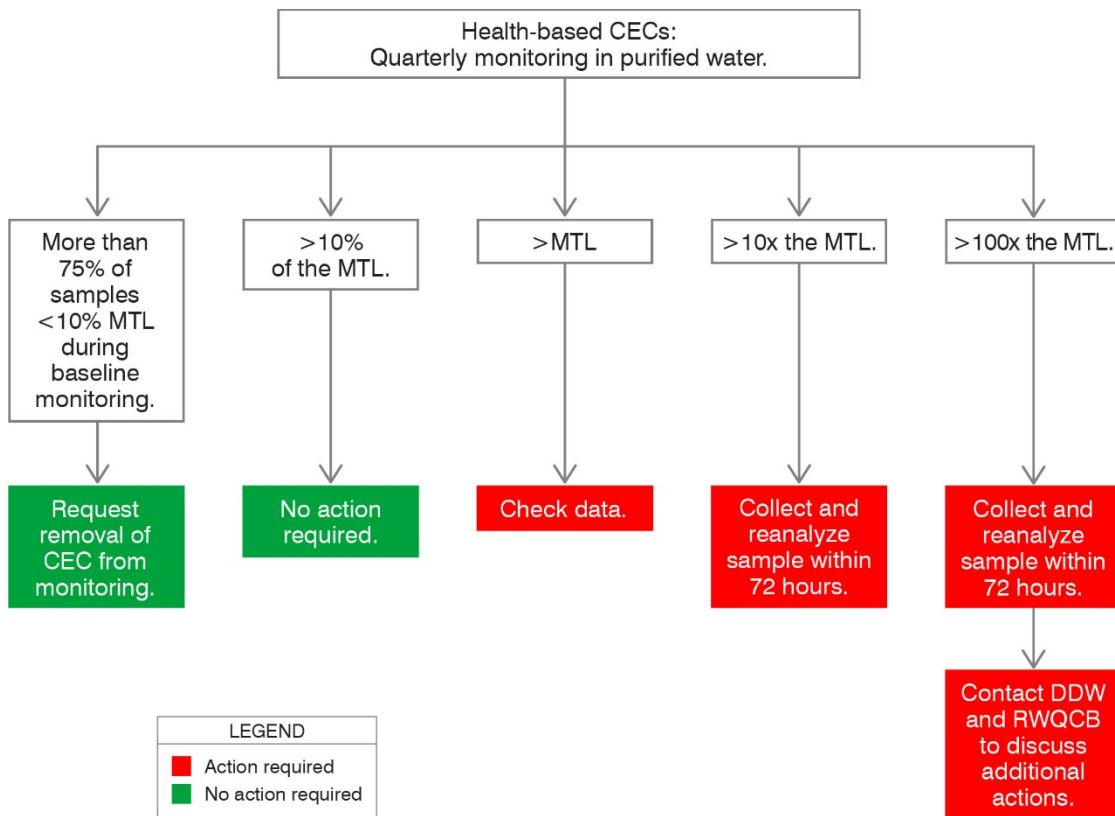 Health-based CECs:
Quarterly monitoring in purified water.
More than
75% of
samples
<10% MTL
during
baseline
monitoring.
>10%
of the MTL.
>MTL
>10x the MTL.
>100x the MTL.
Request
removal of
CEC from
monitoring.
No action
required.
Check data.
Collect and
reanalyze
sample within
72 hours.
Collect and
reanalyze
sample within
72 hours.
Contact DDW
and RWQCB
to discuss
additional
actions.
LEGEND
Action required
No action required